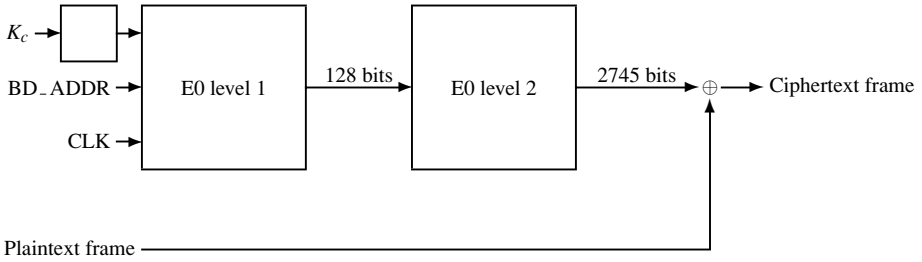 K_c
BD_ADDR
CLK
E0 level 1
128 bits
E0 level 2
2745 bits
⊕
Ciphertext frame
Plaintext frame